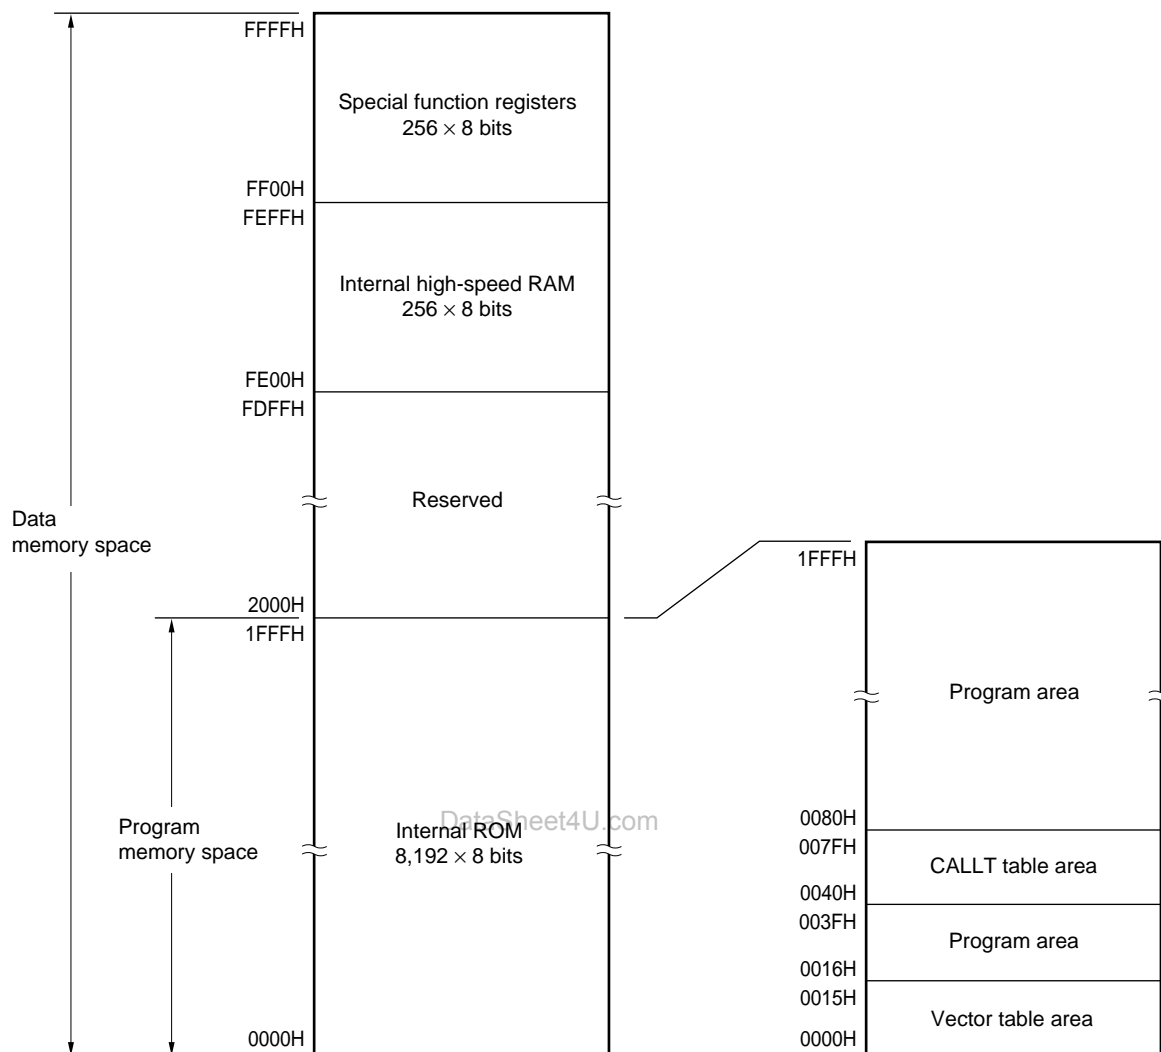 FFFFH
Special function registers
256 × 8 bits
FF00H
FEFFH
Internal high-speed RAM
256 × 8 bits
FE00H
FDFFH
Reserved
Data
memory space
2000H
1FFFH
Program
memory space
DataSheet4U.com
Internal ROM
8,192 × 8 bits
0000H
1FFFH
Program area
0080H
007FH
CALLT table area
0040H
003FH
Program area
0016H
0015H
Vector table area
0000H